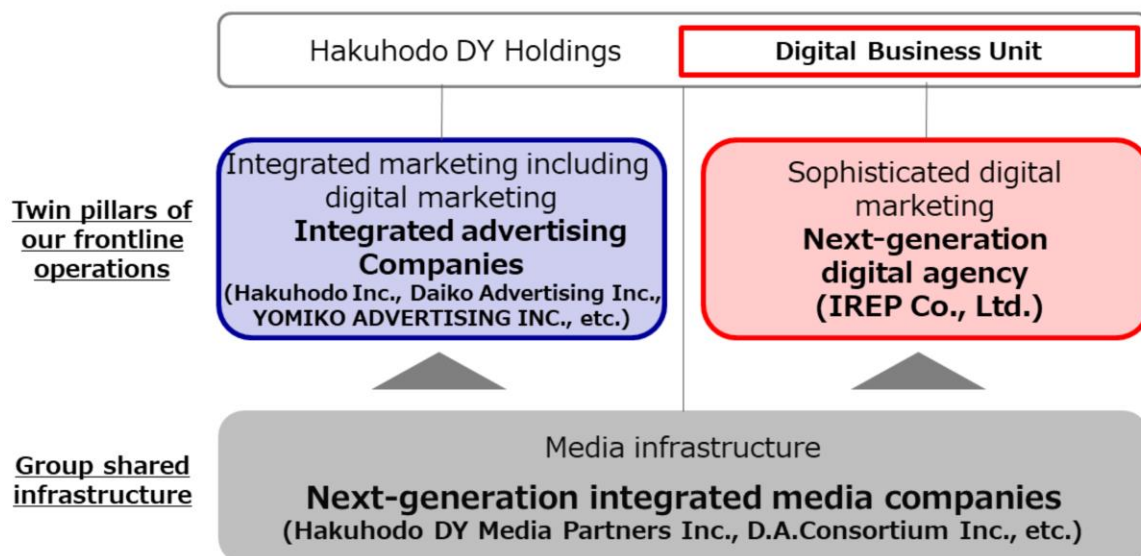 Hakuhodo DY Holdings
Digital Business Unit
Twin pillars of
our frontline
operations
Integrated marketing including
digital marketing
Integrated advertising
Companies
(Hakuhodo Inc., Daiko Advertising Inc.,
YOMIKO ADVERTISING INC., etc.)
Sophisticated digital
marketing
Next-generation
digital agency
(IREP Co., Ltd.)
Group shared
infrastructure
Media infrastructure
Next-generation integrated media companies
(Hakuhodo DY Media Partners Inc., D.A.Consortium Inc., etc.)